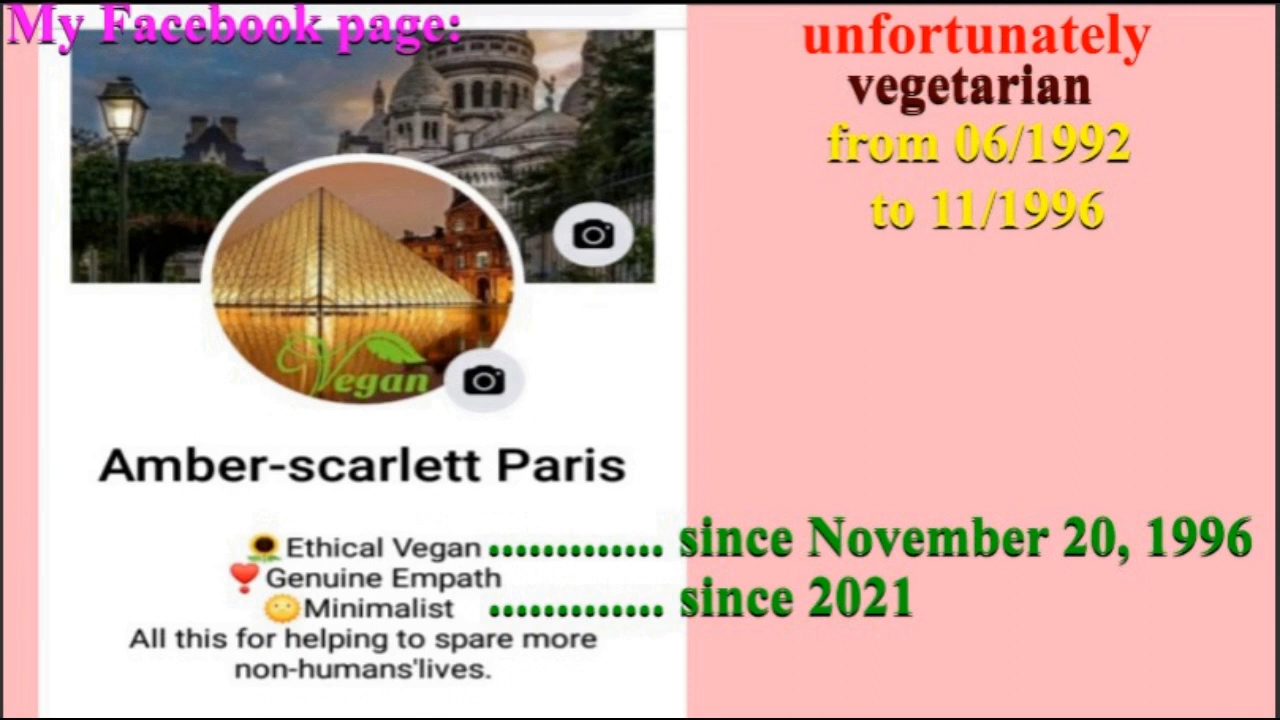 My Facebook page:
unfortunately
vegetarian
from 06/1992
to 11/1996
Vegan
Amber-scarlett Paris
🌻Ethical Vegan ............. since November 20, 1996
❣️Genuine Empath
🌝Minimalist ............. since 2021
All this for helping to spare more
non-humans'lives.